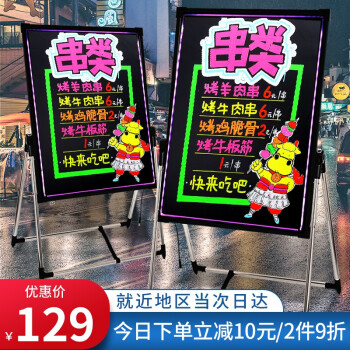 串类
烤羊肉串 6元/串
烤牛肉串 6元/串
烤鸡脆骨 2元/串
烤牛板筋
1元/串
快来吃吧
串类
烤羊肉串 6元/串
烤牛肉串 6元/串
烤鸡脆骨 2元/串
烤牛板筋
1元/串
快来吃吧
优惠价
¥129
就近地区当次日达
今日下单立减10元/2件9折